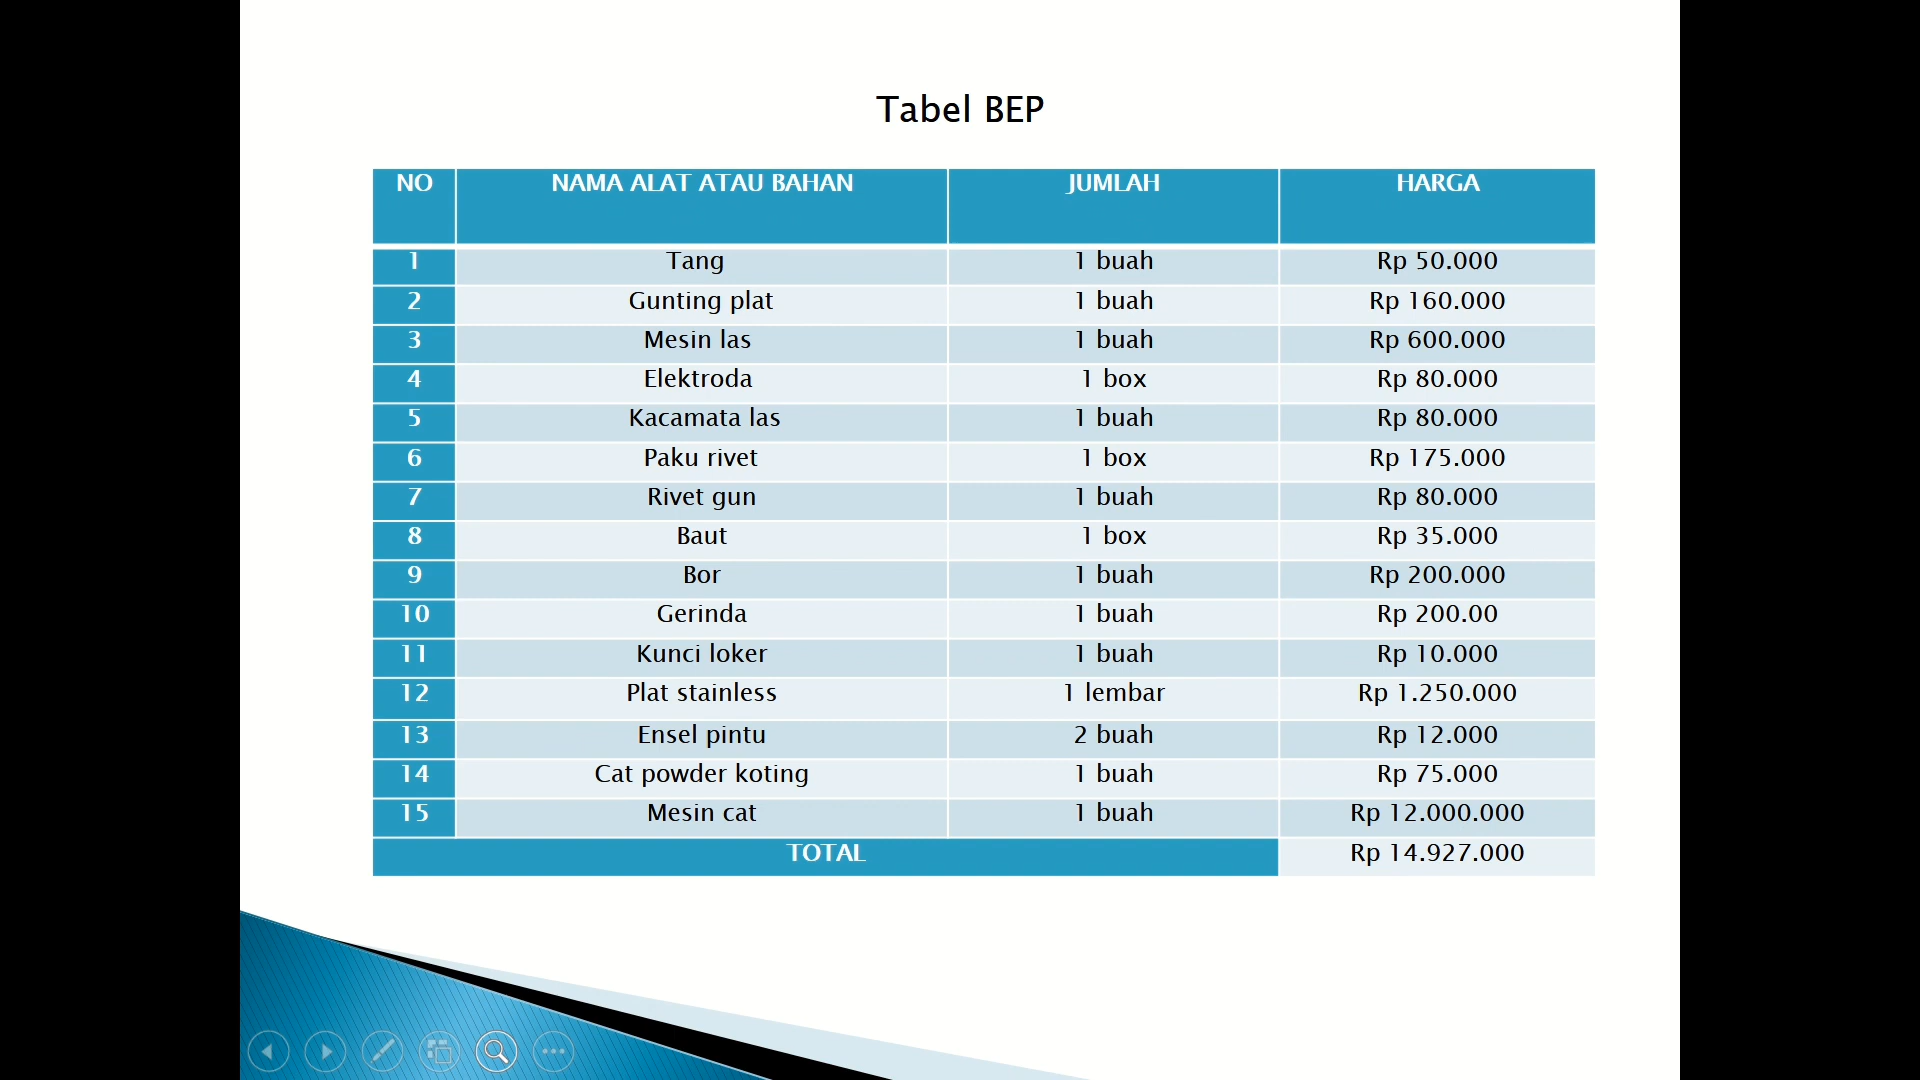 Tabel BEP
NO NAMA ALAT ATAU BAHAN JUMLAH HARGA
1 Tang 1 buah Rp 50.000
2 Gunting plat 1 buah Rp 160.000
3 Mesin las 1 buah Rp 600.000
4 Elektroda 1 box Rp 80.000
5 Kacamata las 1 buah Rp 80.000
6 Paku rivet 1 box Rp 175.000
7 Rivet gun 1 buah Rp 80.000
8 Baut 1 box Rp 35.000
9 Bor 1 buah Rp 200.000
10 Gerinda 1 buah Rp 200.00
11 Kunci loker 1 buah Rp 10.000
12 Plat stainless 1 lembar Rp 1.250.000
13 Ensel pintu 2 buah Rp 12.000
14 Cat powder koting 1 buah Rp 75.000
15 Mesin cat 1 buah Rp 12.000.000
TOTAL Rp 14.927.000